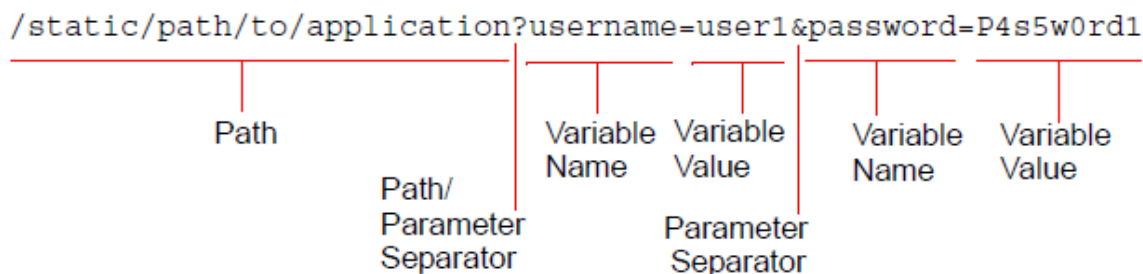 /static/path/to/application?username=user1&password=P4s5w0rd1
Path
Variable Name
Variable Value
Variable Name
Variable Value
Path/
Parameter
Separator
Parameter
Separator